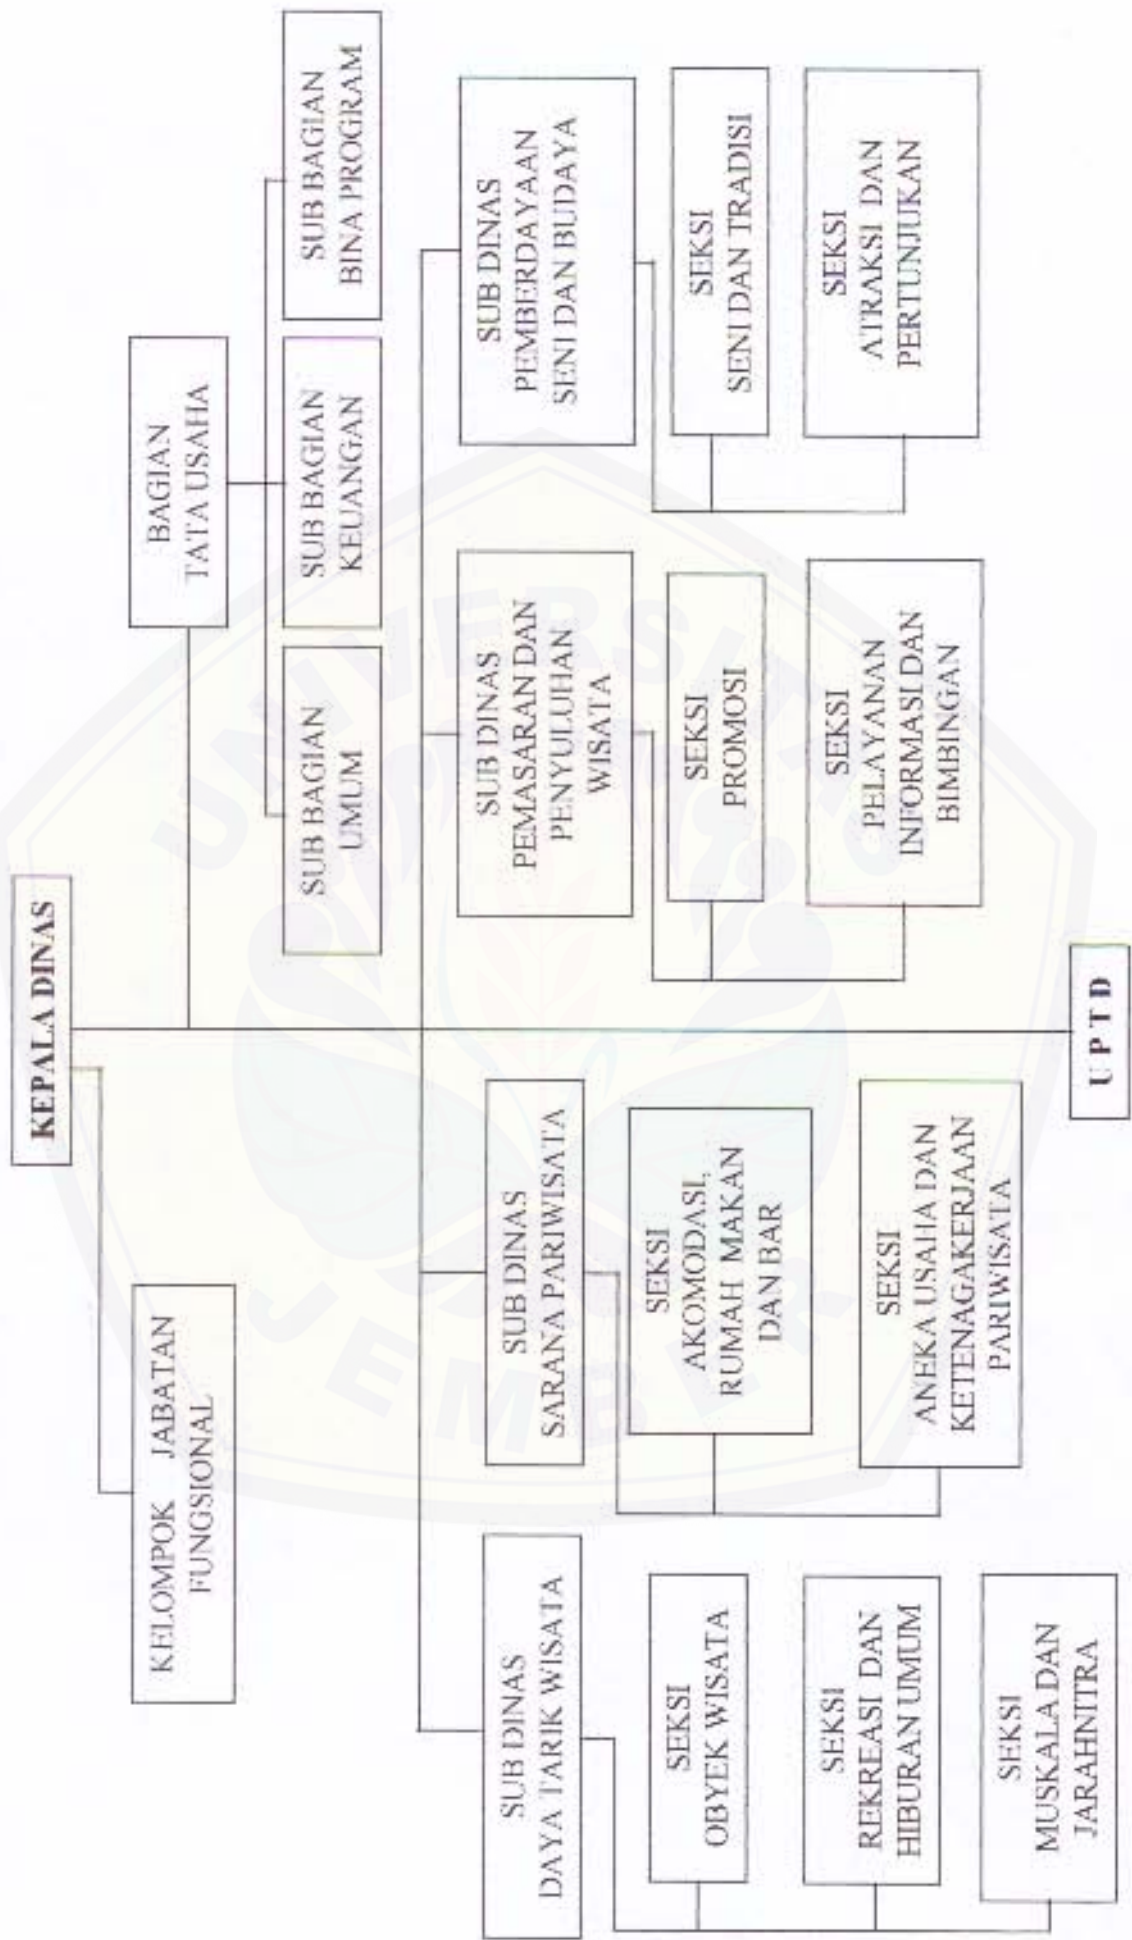 KEPALA DINAS
KELOMPOK JABATAN
FUNGSIONAL
BAGIAN
TATA USAHA
SUB BAGIAN
UMUM
SUB BAGIAN
KEUANGAN
SUB BAGIAN
BINA PROGRAM
SUB DINAS
DAYA TARIK WISATA
SEKSI
OBYEK WISATA
SEKSI
REKREASI DAN
HIBURAN UMUM
SEKSI
MUSKALA DAN
JARAHNITRA
SUB DINAS
SARANA PARIWISATA
SEKSI
AKOMODASI,
RUMAH MAKAN
DAN BAR
SEKSI
ANEKA USAHA DAN
KETENAGAKERJAAN
PARIWISATA
SUB DINAS
PEMASARAN DAN
PENYULUHAN
WISATA
SEKSI
PROMOSI
SEKSI
PELAYANAN
INFORMASI DAN
BIMBINGAN
SUB DINAS
PEMBERDAYAAN
SENI DAN BUDAYA
SEKSI
SENI DAN TRADISI
SEKSI
ATRAKSI DAN
PERTUNJUKAN
U P T D
UNIVERSITAS
JEMBER